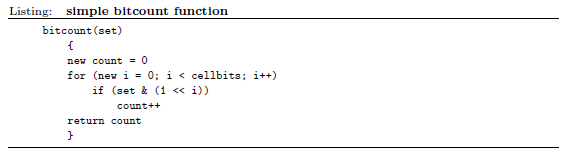 Listing: simple bitcount function
bitcount(set)
{
new count = 0
for (new i = 0; i < cellbits; i++)
if (set & (1 << i))
count++
return count
}